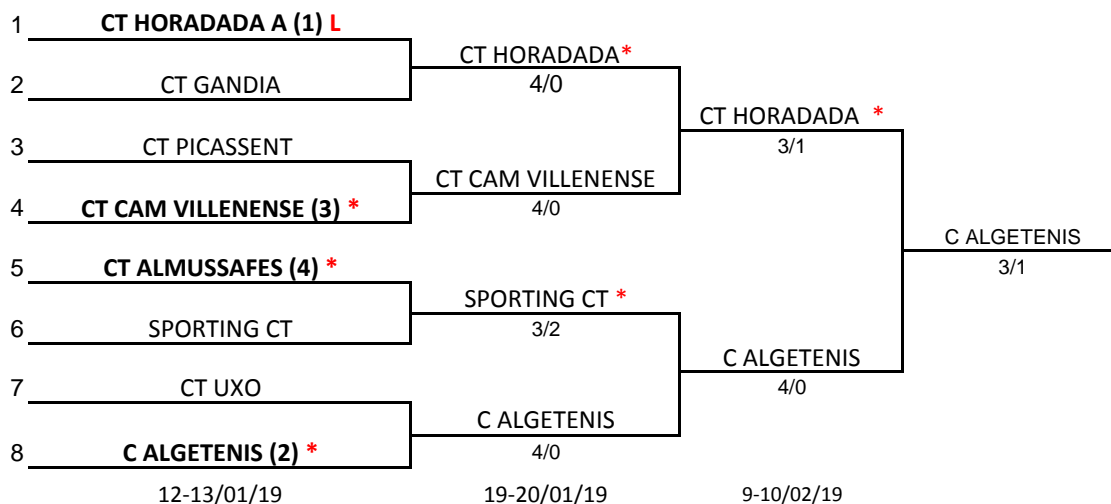 1 CT HORADADA A (1) L
CT HORADADA*
4/0
2 CT GANDIA
CT HORADADA *
3/1
3 CT PICASSENT
CT CAM VILLENENSE
4/0
4 CT CAM VILLENENSE (3) *
C ALGETENIS
3/1
5 CT ALMUSSAFES (4) *
SPORTING CT *
3/2
6 SPORTING CT
C ALGETENIS
4/0
7 CT UXO
C ALGETENIS
4/0
8 C ALGETENIS (2) *
12-13/01/19 19-20/01/19 9-10/02/19